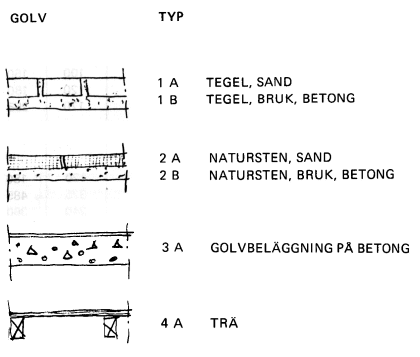 GOLV TYP
1 A TEGEL, SAND
1 B TEGEL, BRUK, BETONG
2 A NATURSTEN, SAND
2 B NATURSTEN, BRUK, BETONG
3 A GOLVBELÄGGNING PÅ BETONG
4 A TRÄ